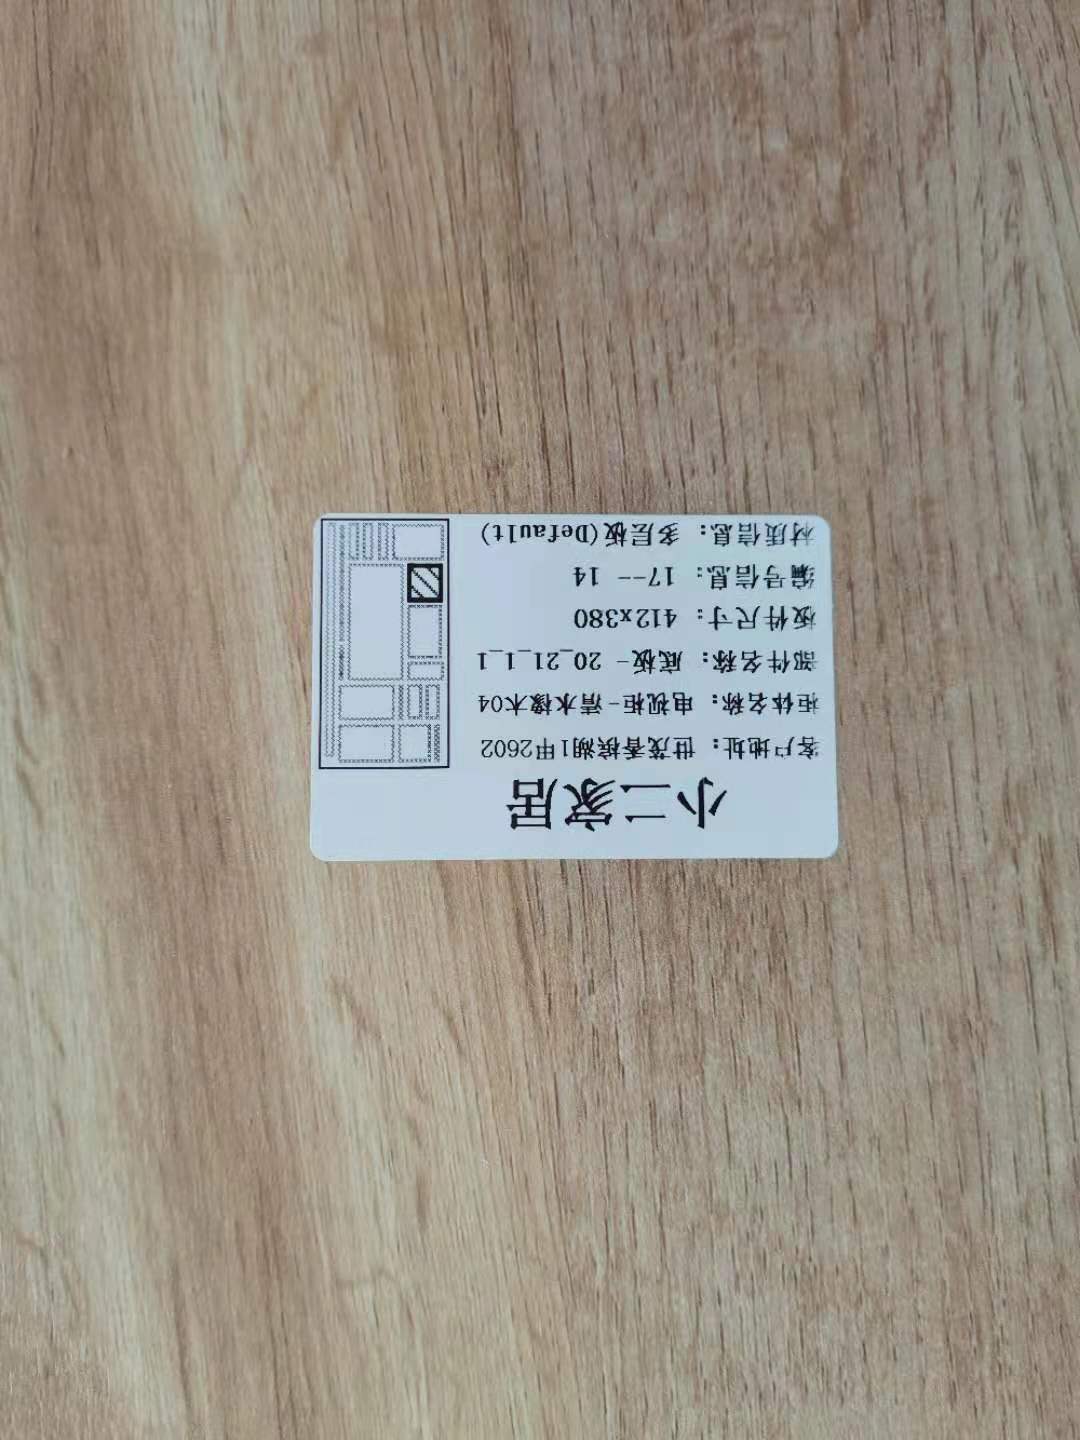 小二家居
客户地址: 世茂香槟湖1甲2602
柜体名称: 电视柜-清水橡木04
部件名称: 底板- 20_21_1_1
板件尺寸: 412x380
编号信息: 17-- 14
材质信息: 多层板(Default)